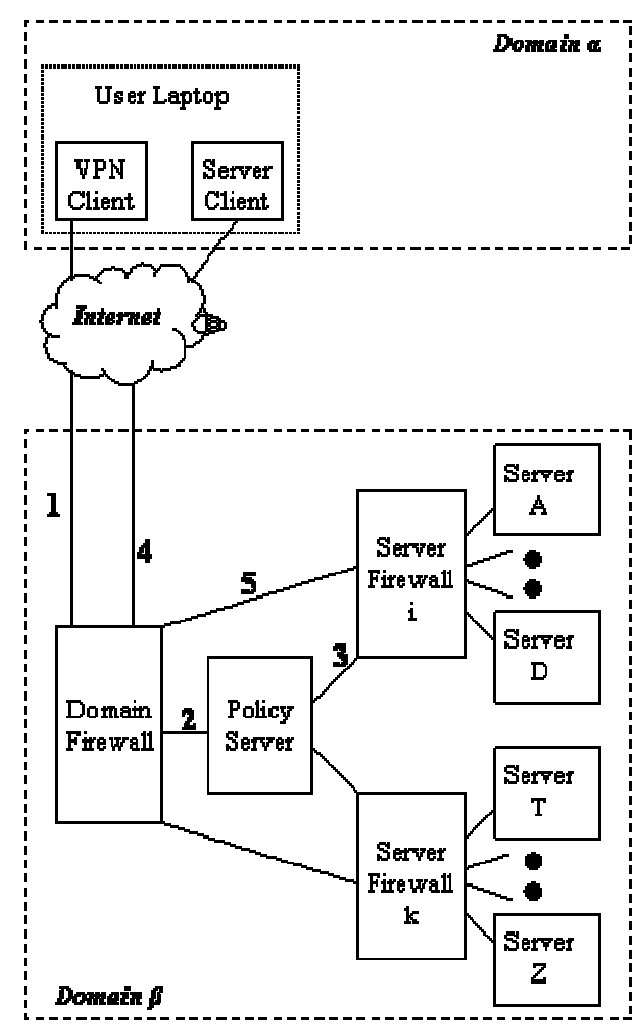 Domain α
User Laptop
VPN
Client
Server
Client
Internet
1
4
5
3
2
Domain
Firewall
Policy
Server
Server
Firewall
i
Server
A
Server
D
Server
Firewall
k
Server
T
Server
Z
Domain β